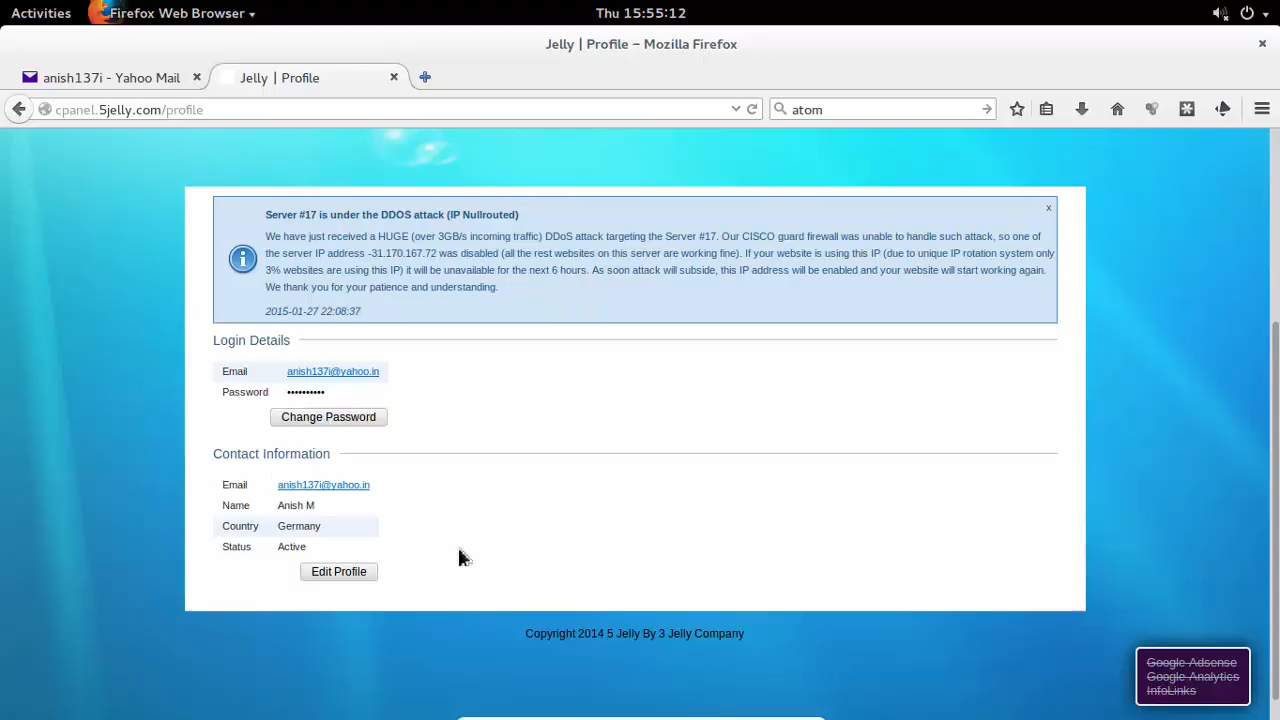 Activities Firefox Web Browser Thu 15:55:12
Jelly | Profile - Mozilla Firefox
anish137i - Yahoo Mail Jelly | Profile
cpanel.5jelly.com/profile atom
Server #17 is under the DDOS attack (IP Nullrouted) x
We have just received a HUGE (over 3GB/s incoming traffic) DDoS attack targeting the Server #17. Our CISCO guard firewall was unable to handle such attack, so one of
the server IP address -31.170.167.72 was disabled (all the rest websites on this server are working fine). If your website is using this IP (due to unique IP rotation system only
3% websites are using this IP) it will be unavailable for the next 6 hours. As soon attack will subside, this IP address will be enabled and your website will start working again.
We thank you for your patience and understanding.
2015-01-27 22:08:37
Login Details
Email anish137i@yahoo.in
Password ••••••••••
Change Password
Contact Information
Email anish137i@yahoo.in
Name Anish M
Country Germany
Status Active
Edit Profile
Copyright 2014 5 Jelly By 3 Jelly Company
Google Adsense
Google Analytics
InfoLinks